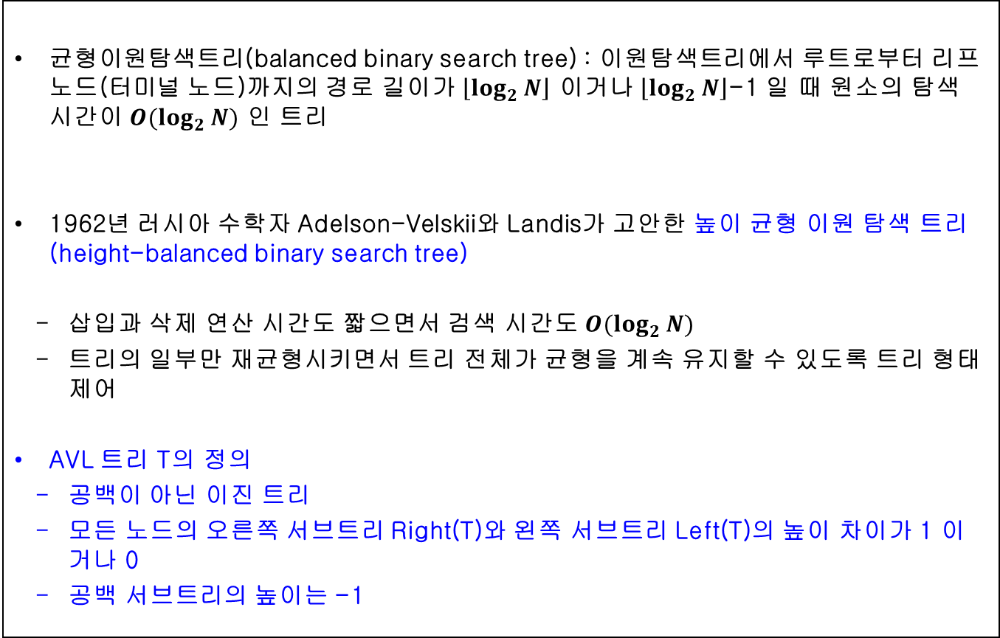 • 균형이원탐색트리(balanced binary search tree) : 이원탐색트리에서 루트로부터 리프
노드(터미널 노드)까지의 경로 길이가 ⌊log₂ N⌋ 이거나 ⌊log₂ N⌋-1 일 때 원소의 탐색
시간이 O(log₂ N) 인 트리
• 1962년 러시아 수학자 Adelson-Velskii와 Landis가 고안한 높이 균형 이원 탐색 트리
(height-balanced binary search tree)
- 삽입과 삭제 연산 시간도 짧으면서 검색 시간도 O(log₂ N)
- 트리의 일부만 재균형시키면서 트리 전체가 균형을 계속 유지할 수 있도록 트리 형태
제어
• AVL 트리 T의 정의
- 공백이 아닌 이진 트리
- 모든 노드의 오른쪽 서브트리 Right(T)와 왼쪽 서브트리 Left(T)의 높이 차이가 1 이
거나 0
- 공백 서브트리의 높이는 -1